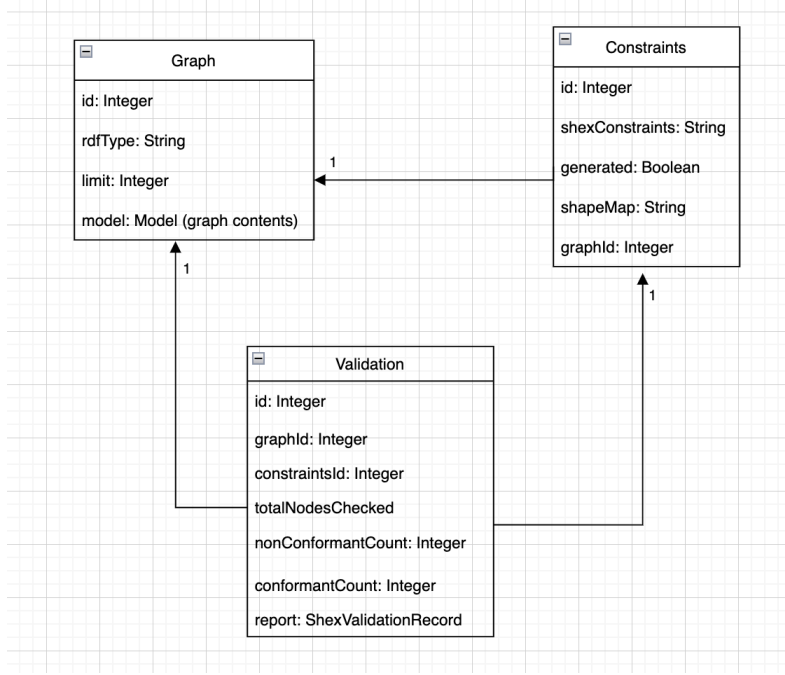 Graph
id: Integer
rdfType: String
limit: Integer
model: Model (graph contents)
Constraints
id: Integer
shexConstraints: String
generated: Boolean
shapeMap: String
graphId: Integer
1
1
1
Validation
id: Integer
graphId: Integer
constraintsId: Integer
totalNodesChecked
nonConformantCount: Integer
conformantCount: Integer
report: ShexValidationRecord